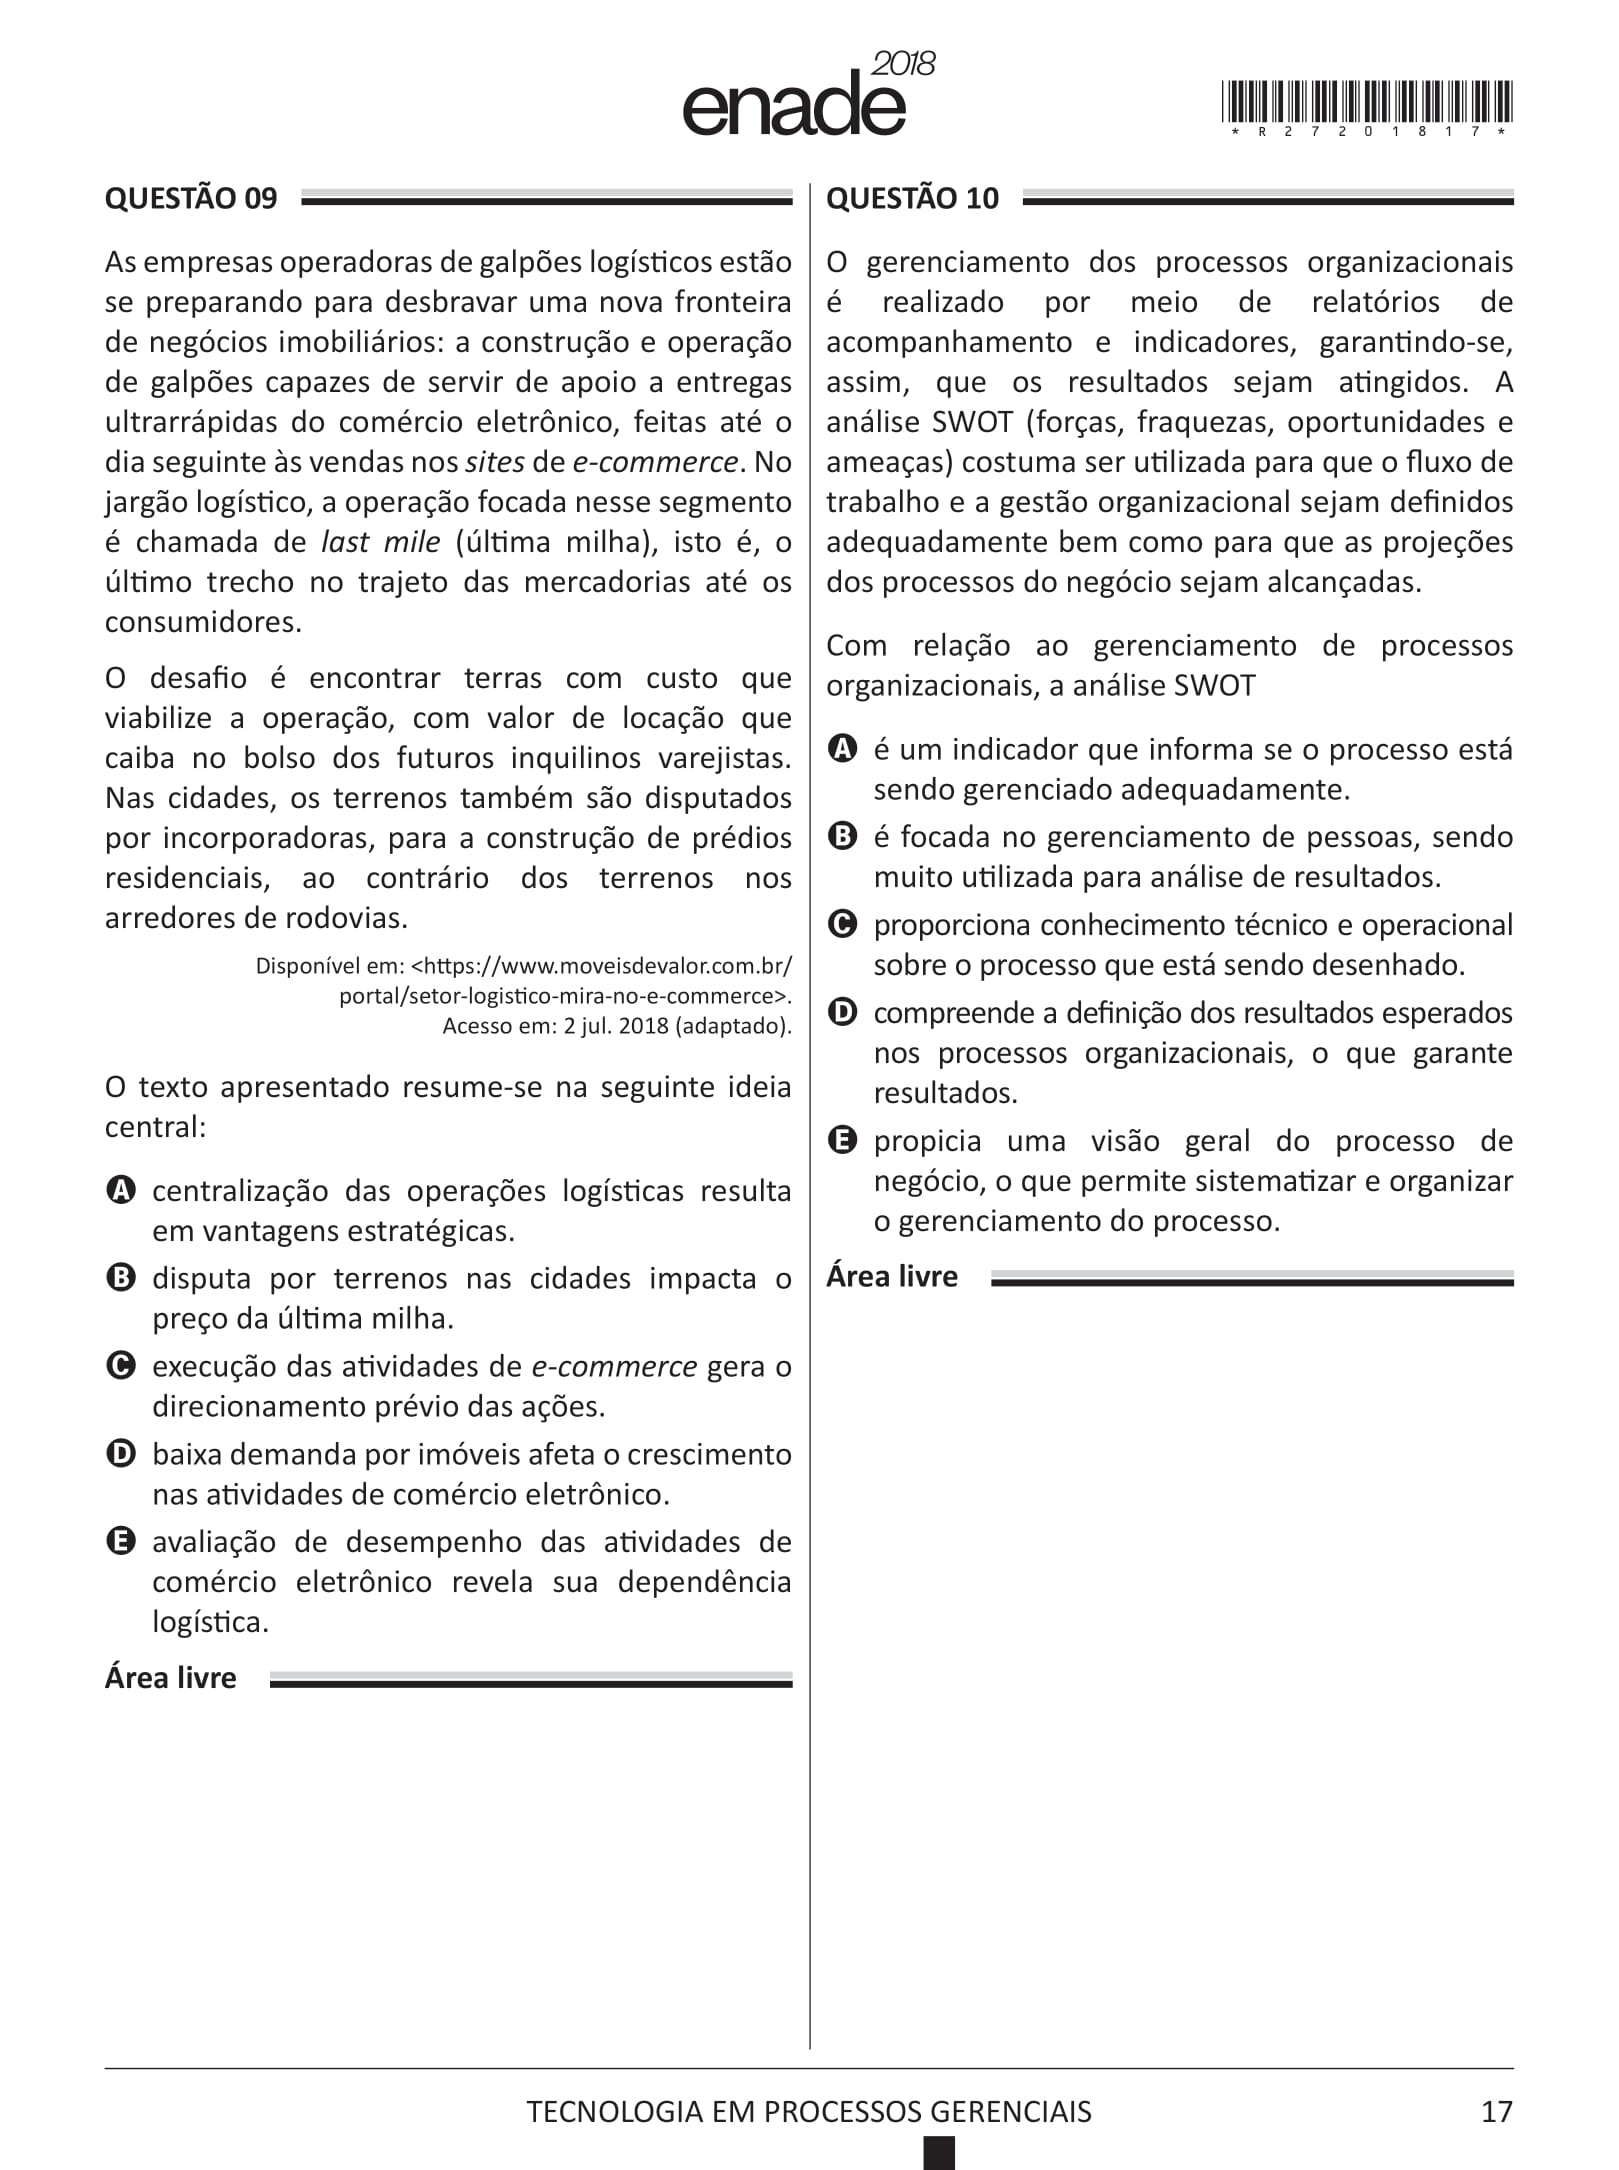 enade 2018
* R 2 7 2 0 1 8 1 7 *
QUESTÃO 09
As empresas operadoras de galpões logísticos estão
se preparando para desbravar uma nova fronteira
de negócios imobiliários: a construção e operação
de galpões capazes de servir de apoio a entregas
ultrarrápidas do comércio eletrônico, feitas até o
dia seguinte às vendas nos sites de e-commerce. No
jargão logístico, a operação focada nesse segmento
é chamada de last mile (última milha), isto é, o
último trecho no trajeto das mercadorias até os
consumidores.
O desafio é encontrar terras com custo que
viabilize a operação, com valor de locação que
caiba no bolso dos futuros inquilinos varejistas.
Nas cidades, os terrenos também são disputados
por incorporadoras, para a construção de prédios
residenciais, ao contrário dos terrenos nos
arredores de rodovias.
Disponível em: <https://www.moveisdevalor.com.br/
portal/setor-logistico-mira-no-e-commerce>.
Acesso em: 2 jul. 2018 (adaptado).
O texto apresentado resume-se na seguinte ideia
central:
A centralização das operações logísticas resulta
em vantagens estratégicas.
B disputa por terrenos nas cidades impacta o
preço da última milha.
C execução das atividades de e-commerce gera o
direcionamento prévio das ações.
D baixa demanda por imóveis afeta o crescimento
nas atividades de comércio eletrônico.
E avaliação de desempenho das atividades de
comércio eletrônico revela sua dependência
logística.
Área livre
QUESTÃO 10
O gerenciamento dos processos organizacionais
é realizado por meio de relatórios de
acompanhamento e indicadores, garantindo-se,
assim, que os resultados sejam atingidos. A
análise SWOT (forças, fraquezas, oportunidades e
ameaças) costuma ser utilizada para que o fluxo de
trabalho e a gestão organizacional sejam definidos
adequadamente bem como para que as projeções
dos processos do negócio sejam alcançadas.
Com relação ao gerenciamento de processos
organizacionais, a análise SWOT
A é um indicador que informa se o processo está
sendo gerenciado adequadamente.
B é focada no gerenciamento de pessoas, sendo
muito utilizada para análise de resultados.
C proporciona conhecimento técnico e operacional
sobre o processo que está sendo desenhado.
D compreende a definição dos resultados esperados
nos processos organizacionais, o que garante
resultados.
E propicia uma visão geral do processo de
negócio, o que permite sistematizar e organizar
o gerenciamento do processo.
Área livre
TECNOLOGIA EM PROCESSOS GERENCIAIS
17